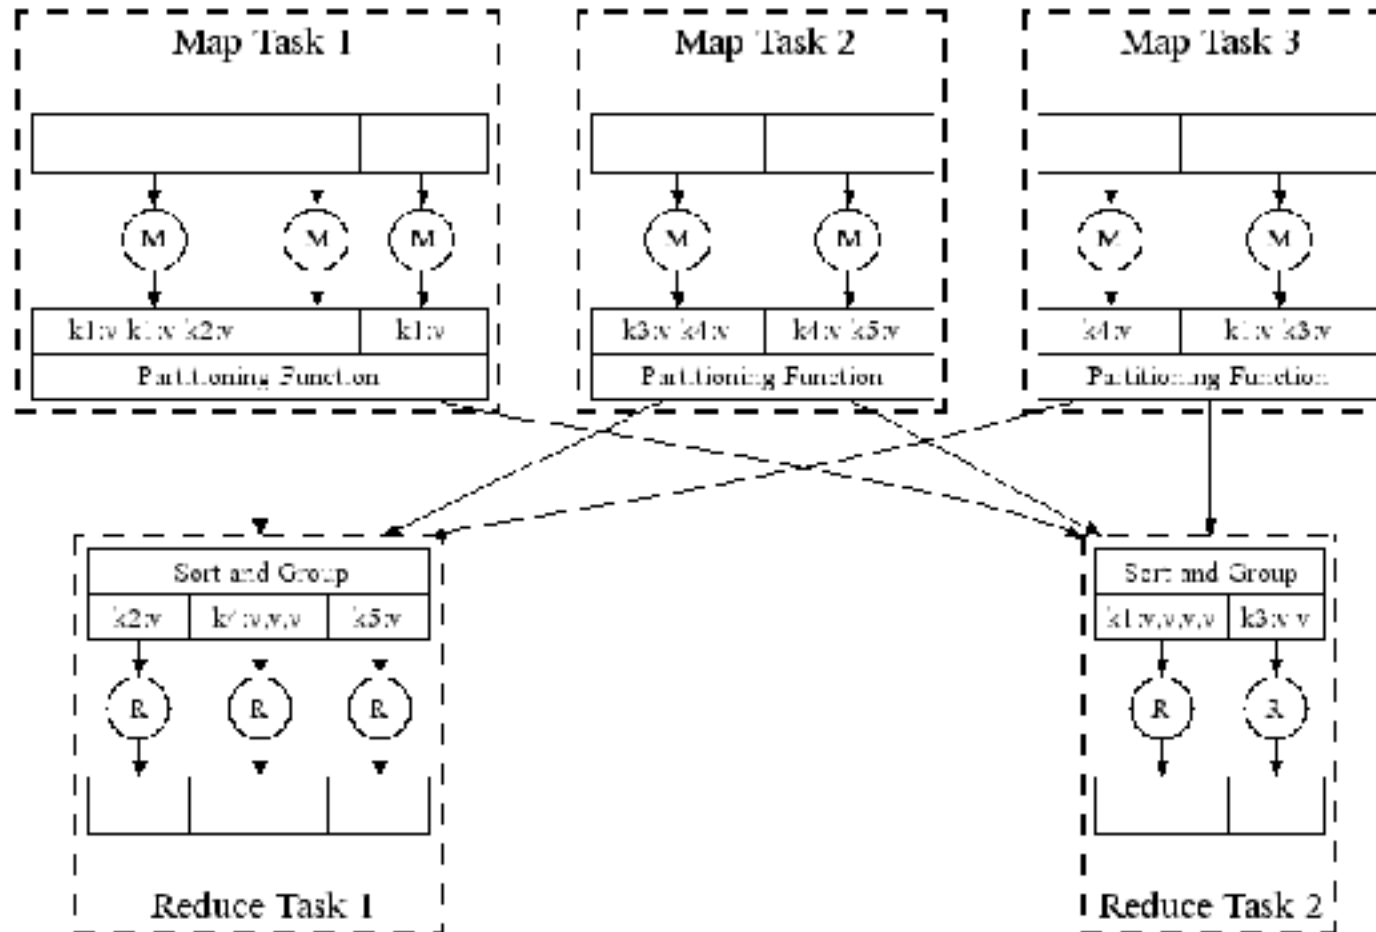 Map Task 1
Map Task 2
Map Task 3
M
M
M
M
M
M
M
k1:v k1:v k2:v
k1:v
k3:v k4:v
k4:v k5:v
k4:v
k1:v k3:v
Partitioning Function
Partitioning Function
Partitioning Function
Sort and Group
Sort and Group
k2:v
k4:v,v,v
k5:v
k1:v,v,v,v
k3:v,v
R
R
R
R
R
Reduce Task 1
Reduce Task 2